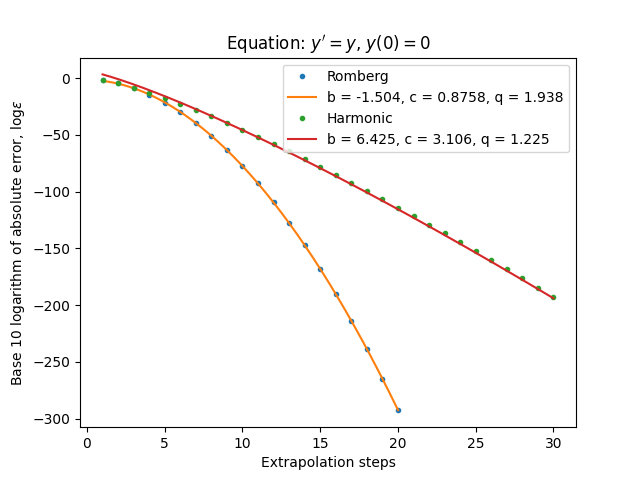 Equation: y′ = y, y(0) = 0
Romberg
b = -1.504, c = 0.8758, q = 1.938
Harmonic
b = 6.425, c = 3.106, q = 1.225
Base 10 logarithm of absolute error, logε
0
−50
−100
−150
−200
−250
−300
0 5 10 15 20 25 30
Extrapolation steps